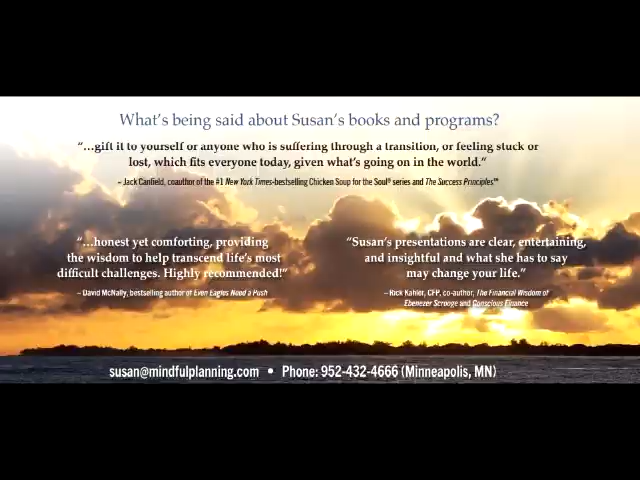 What's being said about Susan's books and programs?
“…gift it to yourself or anyone who is suffering through a transition, or feeling stuck or
lost, which fits everyone today, given what's going on in the world.”
– Jack Canfield, coauthor of the #1 New York Times-bestselling Chicken Soup for the Soul® series and The Success Principles™
“…honest yet comforting, providing
the wisdom to help transcend life's most
difficult challenges. Highly recommended!”
– David McNally, bestselling author of Even Eagles Need a Push
“Susan's presentations are clear, entertaining,
and insightful and what she has to say
may change your life.”
– Rick Kahler, CFP, co-author, The Financial Wisdom of
Ebenezer Scrooge and Conscious Finance
susan@mindfulplanning.com • Phone: 952-432-4666 (Minneapolis, MN)